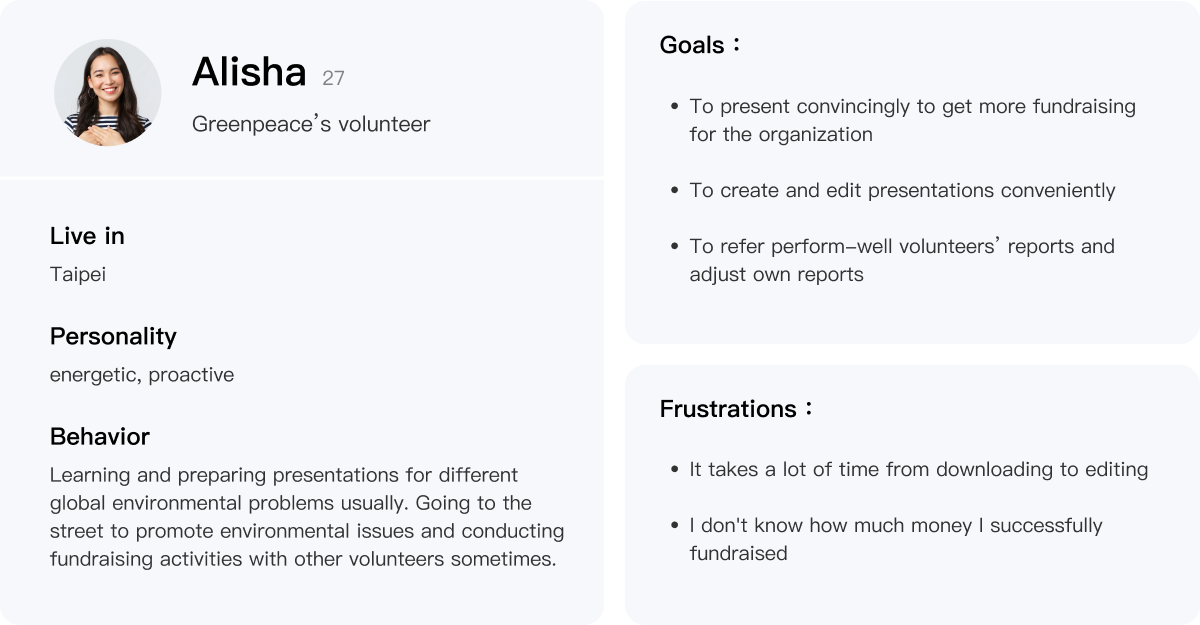 Alisha 27
Greenpeace’s volunteer
Live in
Taipei
Personality
energetic, proactive
Behavior
Learning and preparing presentations for different
global environmental problems usually. Going to the
street to promote environmental issues and conducting
fundraising activities with other volunteers sometimes.
Goals：
• To present convincingly to get more fundraising
for the organization
• To create and edit presentations conveniently
• To refer perform-well volunteers’ reports and
adjust own reports
Frustrations：
• It takes a lot of time from downloading to editing
• I don't know how much money I successfully
fundraised